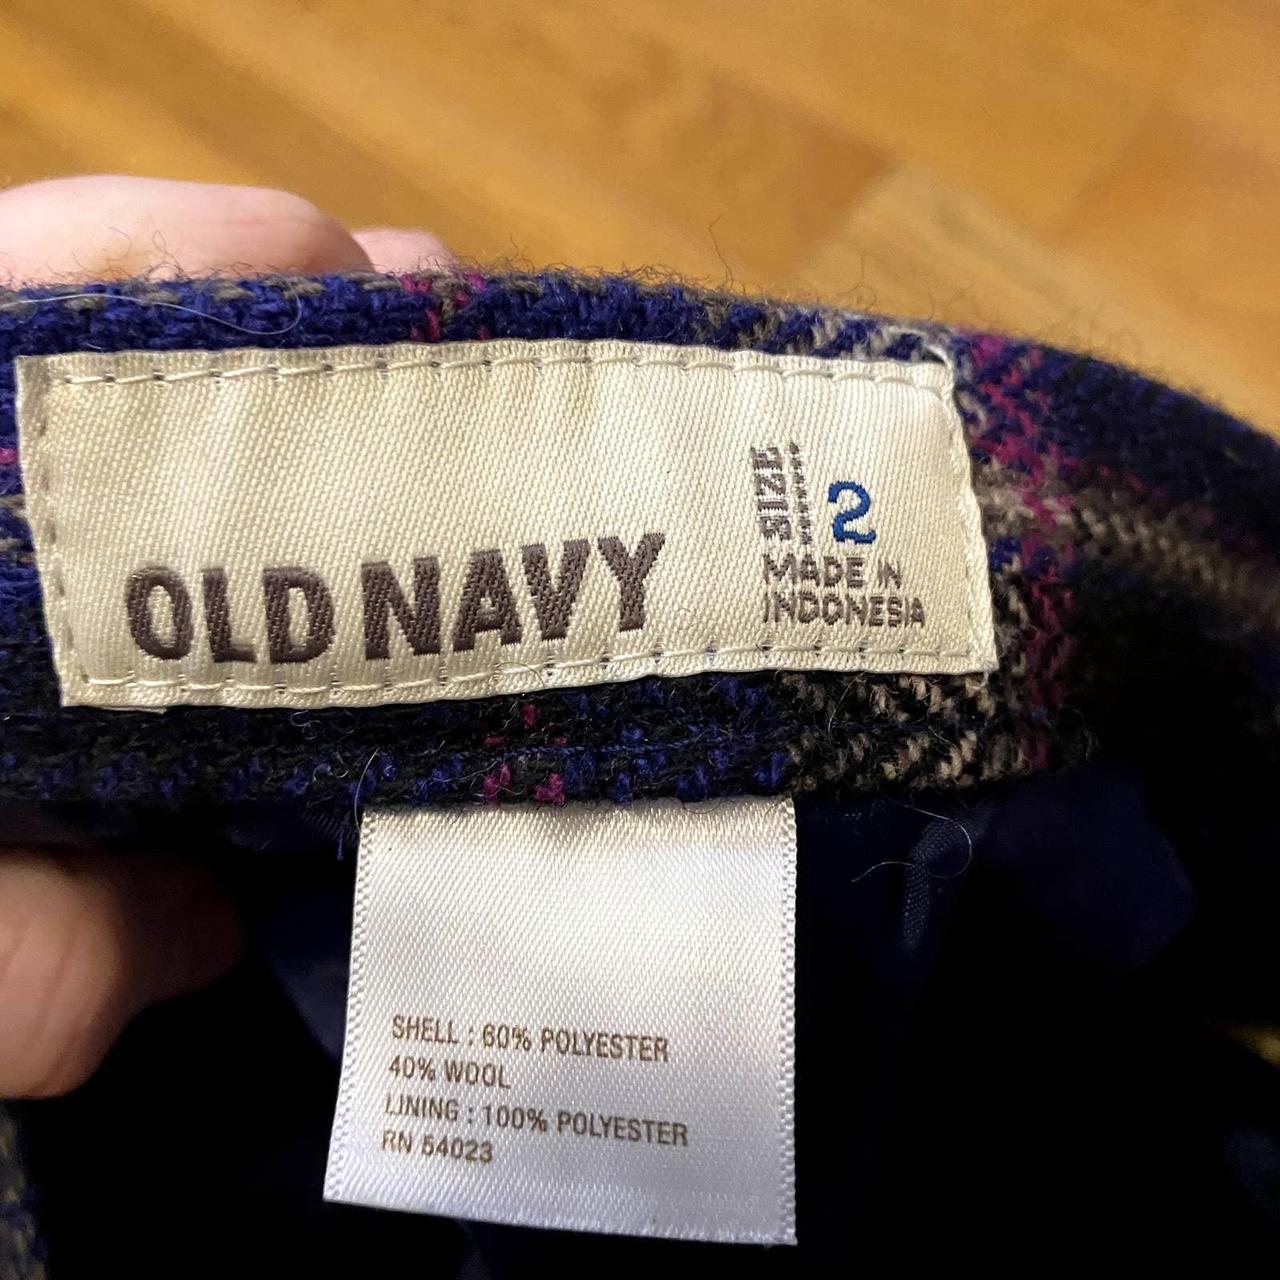 OLD NAVY
SIZE 2
MADE IN
INDONESIA
SHELL : 60% POLYESTER
40% WOOL
LINING : 100% POLYESTER
RN 54023